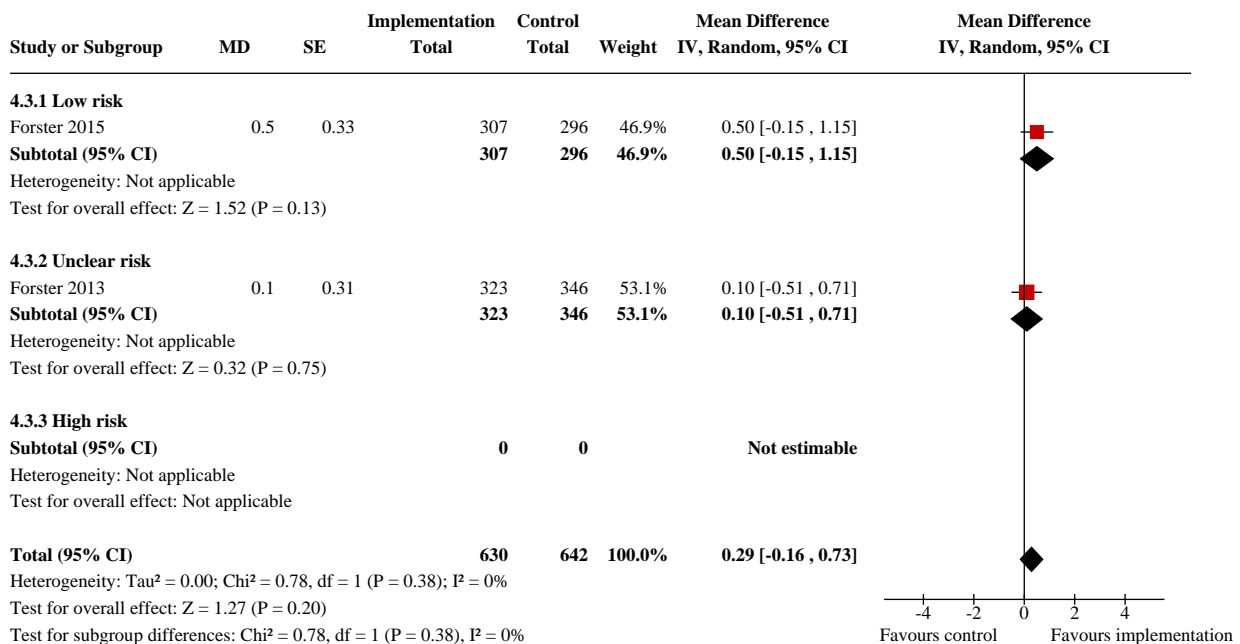 Implementation Control Mean Difference Mean Difference
Study or Subgroup MD SE Total Total Weight IV, Random, 95% CI IV, Random, 95% CI
4.3.1 Low risk
Forster 2015 0.5 0.33 307 296 46.9% 0.50 [-0.15 , 1.15]
Subtotal (95% CI) 307 296 46.9% 0.50 [-0.15 , 1.15]
Heterogeneity: Not applicable
Test for overall effect: Z = 1.52 (P = 0.13)
4.3.2 Unclear risk
Forster 2013 0.1 0.31 323 346 53.1% 0.10 [-0.51 , 0.71]
Subtotal (95% CI) 323 346 53.1% 0.10 [-0.51 , 0.71]
Heterogeneity: Not applicable
Test for overall effect: Z = 0.32 (P = 0.75)
4.3.3 High risk
Subtotal (95% CI) 0 0 Not estimable
Heterogeneity: Not applicable
Test for overall effect: Not applicable
Total (95% CI) 630 642 100.0% 0.29 [-0.16 , 0.73]
Heterogeneity: Tau² = 0.00; Chi² = 0.78, df = 1 (P = 0.38); I² = 0%
Test for overall effect: Z = 1.27 (P = 0.20)
-4 -2 0 2 4
Test for subgroup differences: Chi² = 0.78, df = 1 (P = 0.38), I² = 0% Favours control Favours implementation